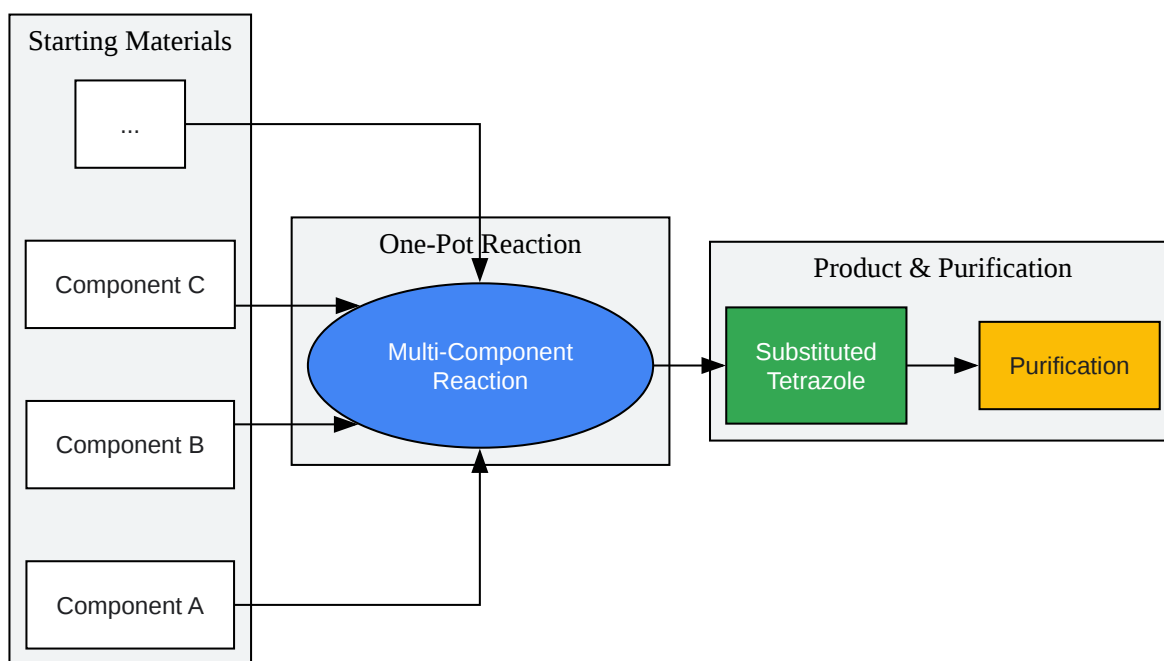 Starting Materials
...
Component C
Component B
Component A
One-Pot Reaction
Multi-Component
Reaction
Product & Purification
Substituted
Tetrazole
Purification